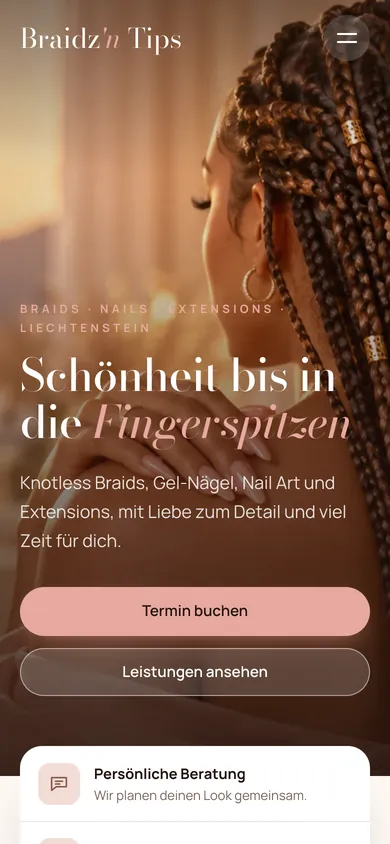 Braidz'n Tips
BRAIDS · NAILS · EXTENSIONS ·
LIECHTENSTEIN
Schönheit bis in
die Fingerspitzen
Knotless Braids, Gel-Nägel, Nail Art und
Extensions, mit Liebe zum Detail und viel
Zeit für dich.
Termin buchen
Leistungen ansehen
Persönliche Beratung
Wir planen deinen Look gemeinsam.